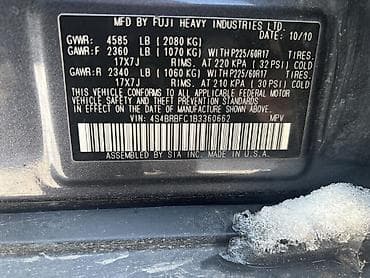 MFD BY FUJI HEAVY INDUSTRIES LTD.
DATE: 10/10
GVWR: 4585 LB (2080 KG)
GAWR:F 2360 LB (1070 KG) WITH P225/60R17
17X7J RIMS, AT 220 KPA ( 32 PSI) COLD
GAWR:R 2340 LB (1060 KG) WITH P225/60R17
17X7J RIMS, AT 210 KPA ( 30 PSI) COLD
THIS VEHICLE CONFORMS TO ALL APPLICABLE
FEDERAL MOTOR VEHICLE SAFETY, BUMPER, AND
THEFT PREVENTION STANDARDS IN EFFECT ON THE
DATE OF MANUFACTURE SHOWN ABOVE.
VIN: 4S4BRBFC1B3360662 MPV
ASSEMBLED BY SIA INC. MADE IN U.S.A.